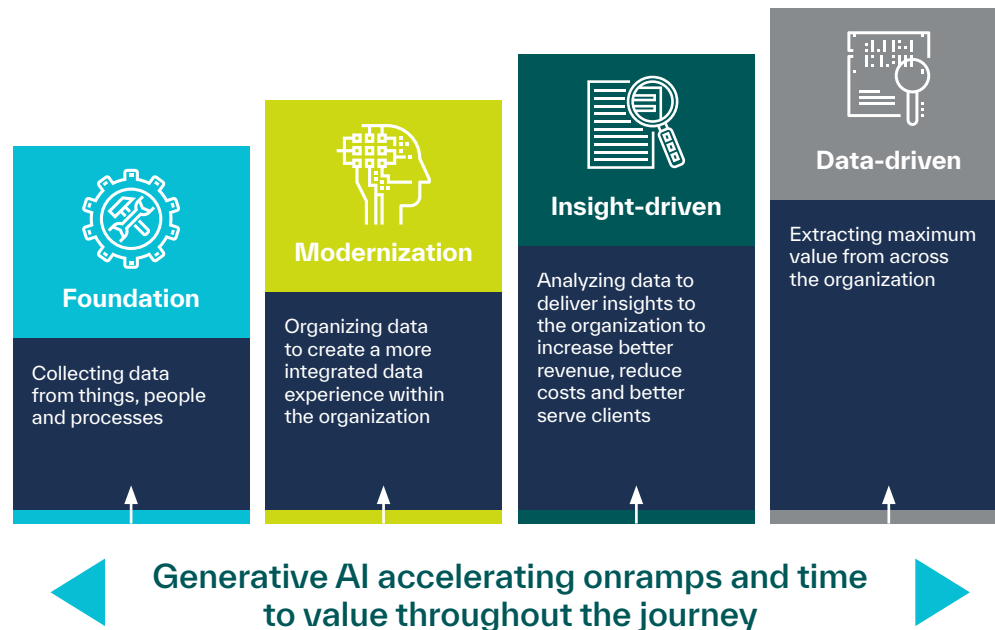 Foundation
Collecting data
from things, people
and processes
Modernization
Organizing data
to create a more
integrated data
experience within
the organization
Insight-driven
Analyzing data to
deliver insights to
the organization to
increase better
revenue, reduce
costs and better
serve clients
Data-driven
Extracting maximum
value from across
the organization
Generative AI accelerating onramps and time
to value throughout the journey